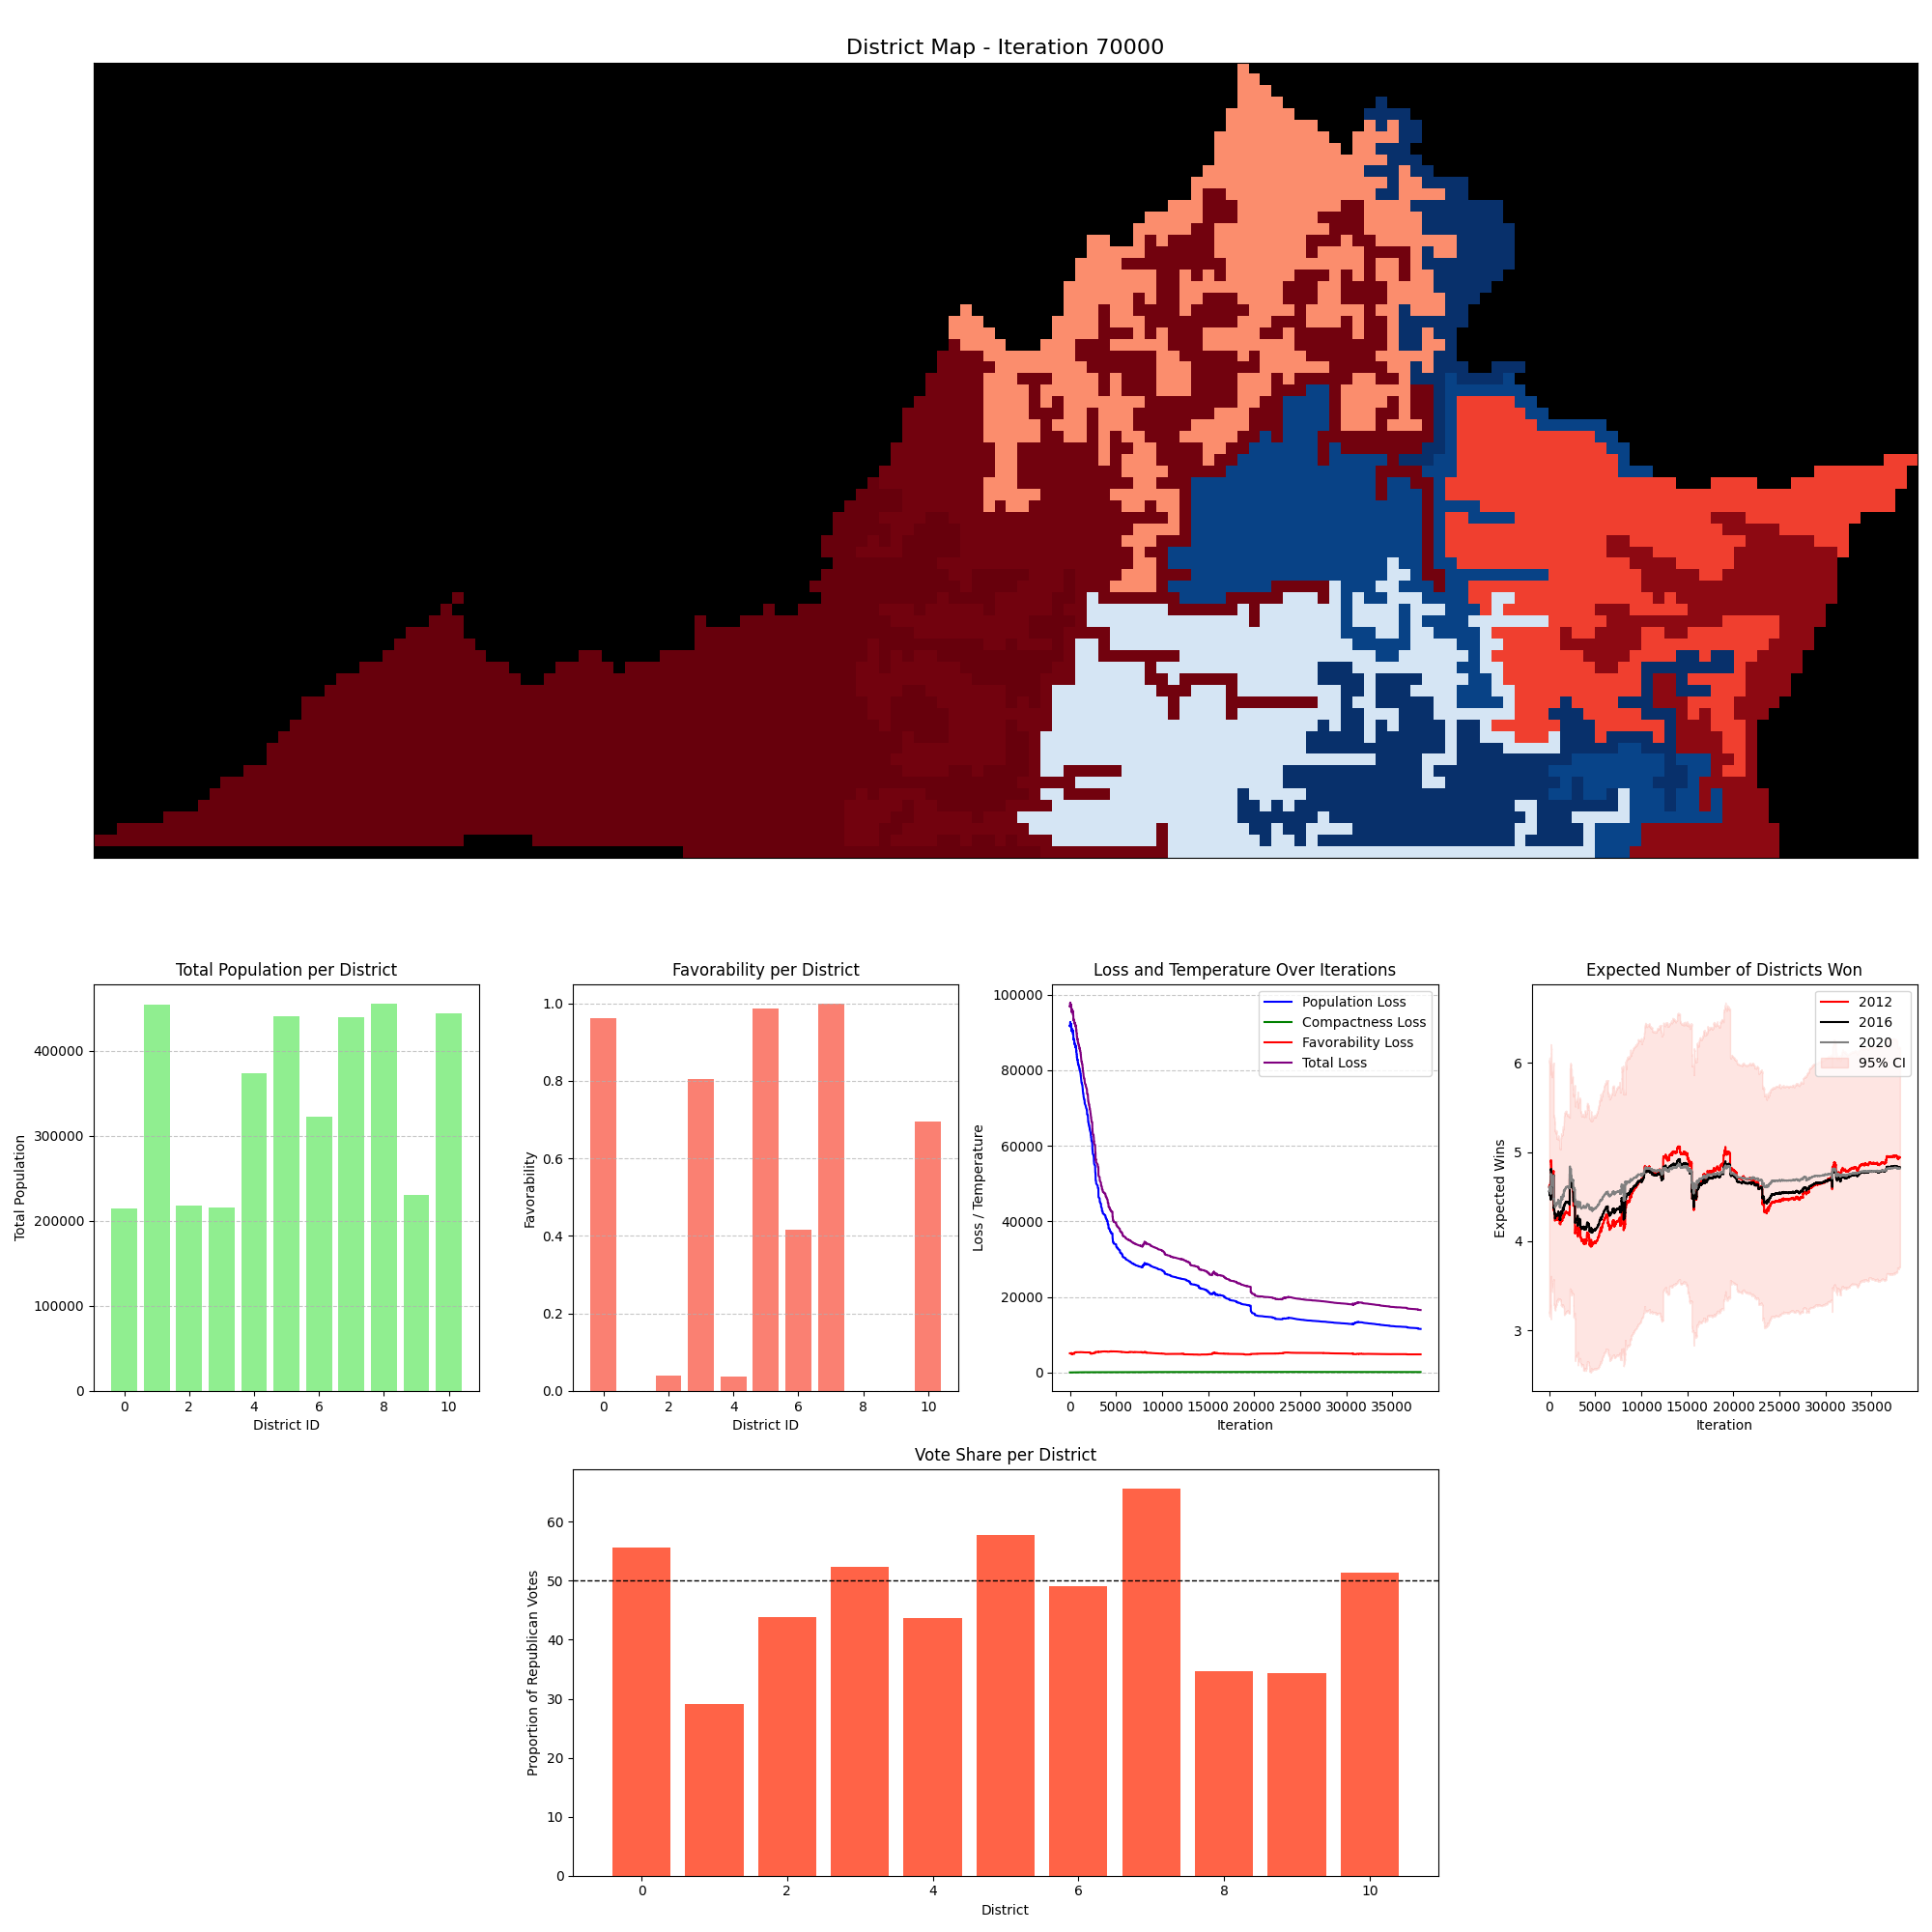 District Map - Iteration 70000
Total Population per District
Total Population
400000
300000
200000
100000
0
0 2 4 6 8 10
District ID
Favorability per District
Favorability
1.0
0.8
0.6
0.4
0.2
0.0
0 2 4 6 8 10
District ID
Loss and Temperature Over Iterations
Loss / Temperature
100000
80000
60000
40000
20000
0
Population Loss
Compactness Loss
Favorability Loss
Total Loss
0 5000 10000 15000 20000 25000 30000 35000
Iteration
Expected Number of Districts Won
Expected Wins
6
5
4
3
2012
2016
2020
95% CI
0 5000 10000 15000 20000 25000 30000 35000
Iteration
Vote Share per District
Proportion of Republican Votes
60
50
40
30
20
10
0
0 2 4 6 8 10
District